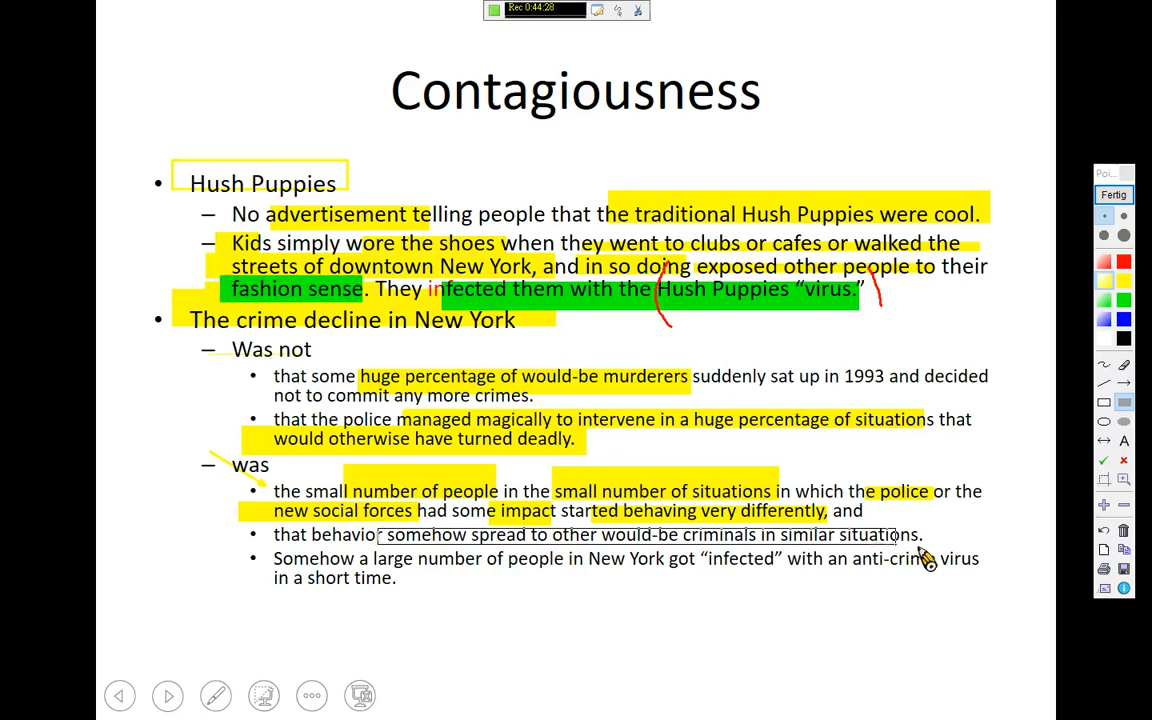 Rec 0:44:28
Contagiousness
• Hush Puppies
– No advertisement telling people that the traditional Hush Puppies were cool.
– Kids simply wore the shoes when they went to clubs or cafes or walked the
streets of downtown New York, and in so doing exposed other people to their
fashion sense. They infected them with the Hush Puppies “virus.”
• The crime decline in New York
– Was not
• that some huge percentage of would-be murderers suddenly sat up in 1993 and decided
not to commit any more crimes.
• that the police managed magically to intervene in a huge percentage of situations that
would otherwise have turned deadly.
– was
• the small number of people in the small number of situations in which the police or the
new social forces had some impact started behaving very differently, and
• that behavior somehow spread to other would-be criminals in similar situations.
• Somehow a large number of people in New York got “infected” with an anti-crime virus
in a short time.
Poi...
Fertig
A